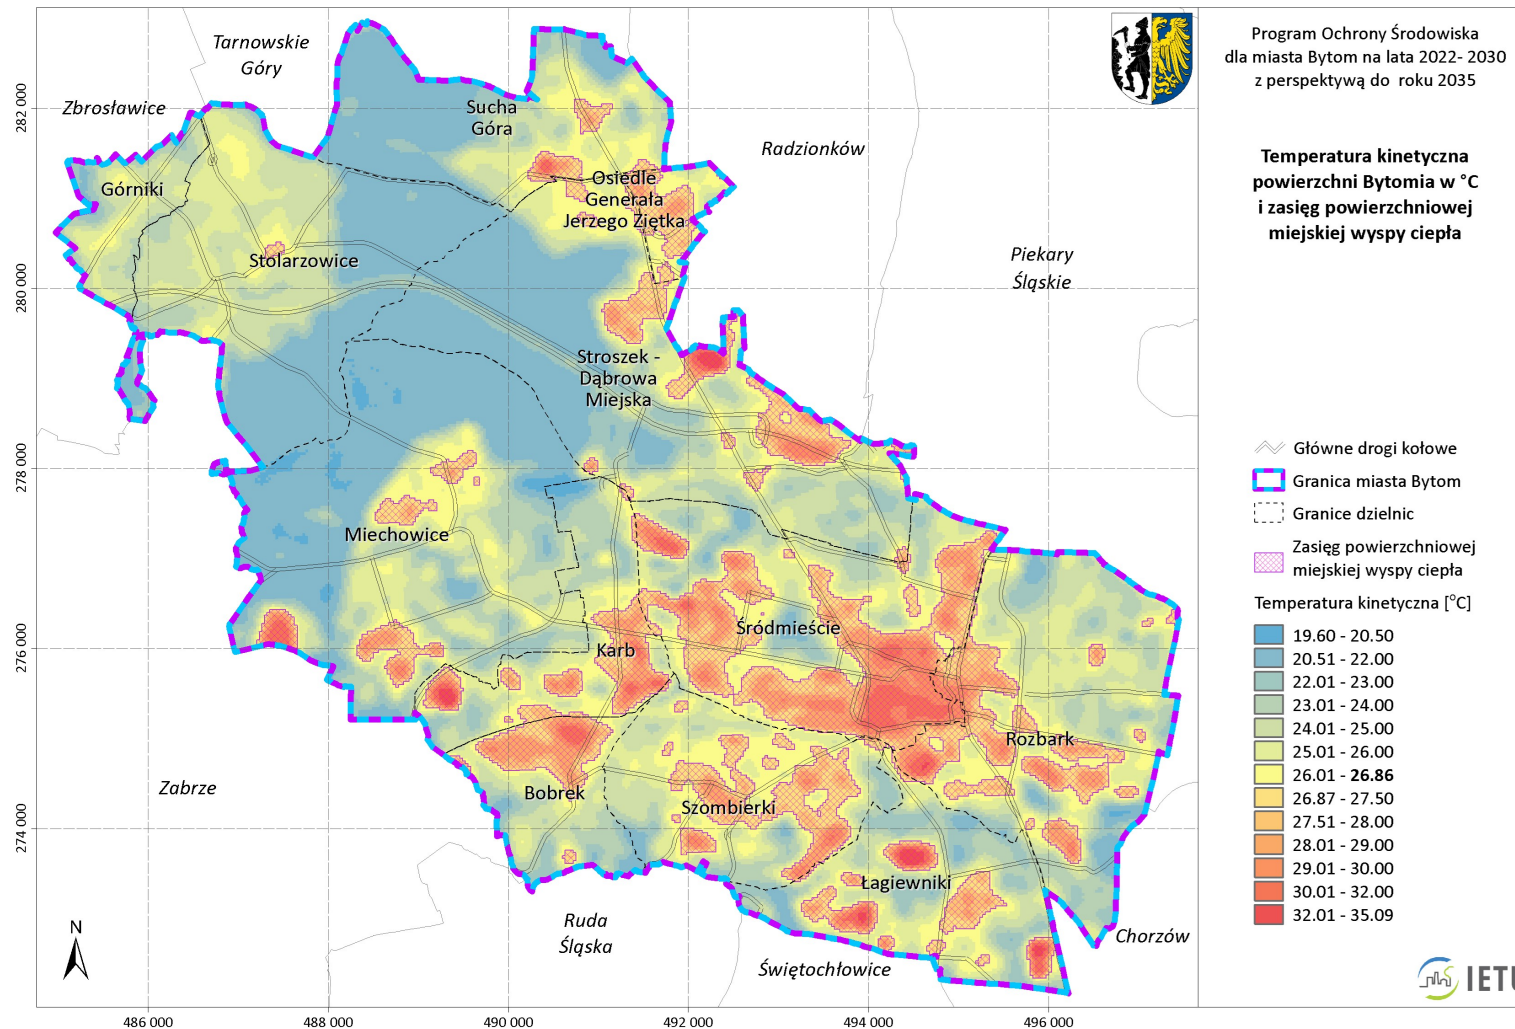 Program Ochrony Środowiska
dla miasta Bytom na lata 2022- 2030
z perspektywą do roku 2035
Temperatura kinetyczna
powierzchni Bytomia w °C
i zasięg powierzchniowej
miejskiej wyspy ciepła
Tarnowskie
Góry
Zbrosławice
Sucha
Góra
Radzionków
Górniki
Osiedle
Generała
Jerzego Ziętka
Stolarzowice
Piekary
Śląskie
Stroszek -
Dąbrowa
Miejska
Miechowice
Śródmieście
Karb
Rozbark
Zabrze
Bobrek
Szombierki
Łagiewniki
Ruda
Śląska
Świętochłowice
Chorzów
N
282 000
280 000
278 000
276 000
274 000
486 000
488 000
490 000
492 000
494 000
496 000
Główne drogi kołowe
Granica miasta Bytom
Granice dzielnic
Zasięg powierzchniowej
miejskiej wyspy ciepła
Temperatura kinetyczna [°C]
19.60 - 20.50
20.51 - 22.00
22.01 - 23.00
23.01 - 24.00
24.01 - 25.00
25.01 - 26.00
26.01 - 26.86
26.87 - 27.50
27.51 - 28.00
28.01 - 29.00
29.01 - 30.00
30.01 - 32.00
32.01 - 35.09
IETU